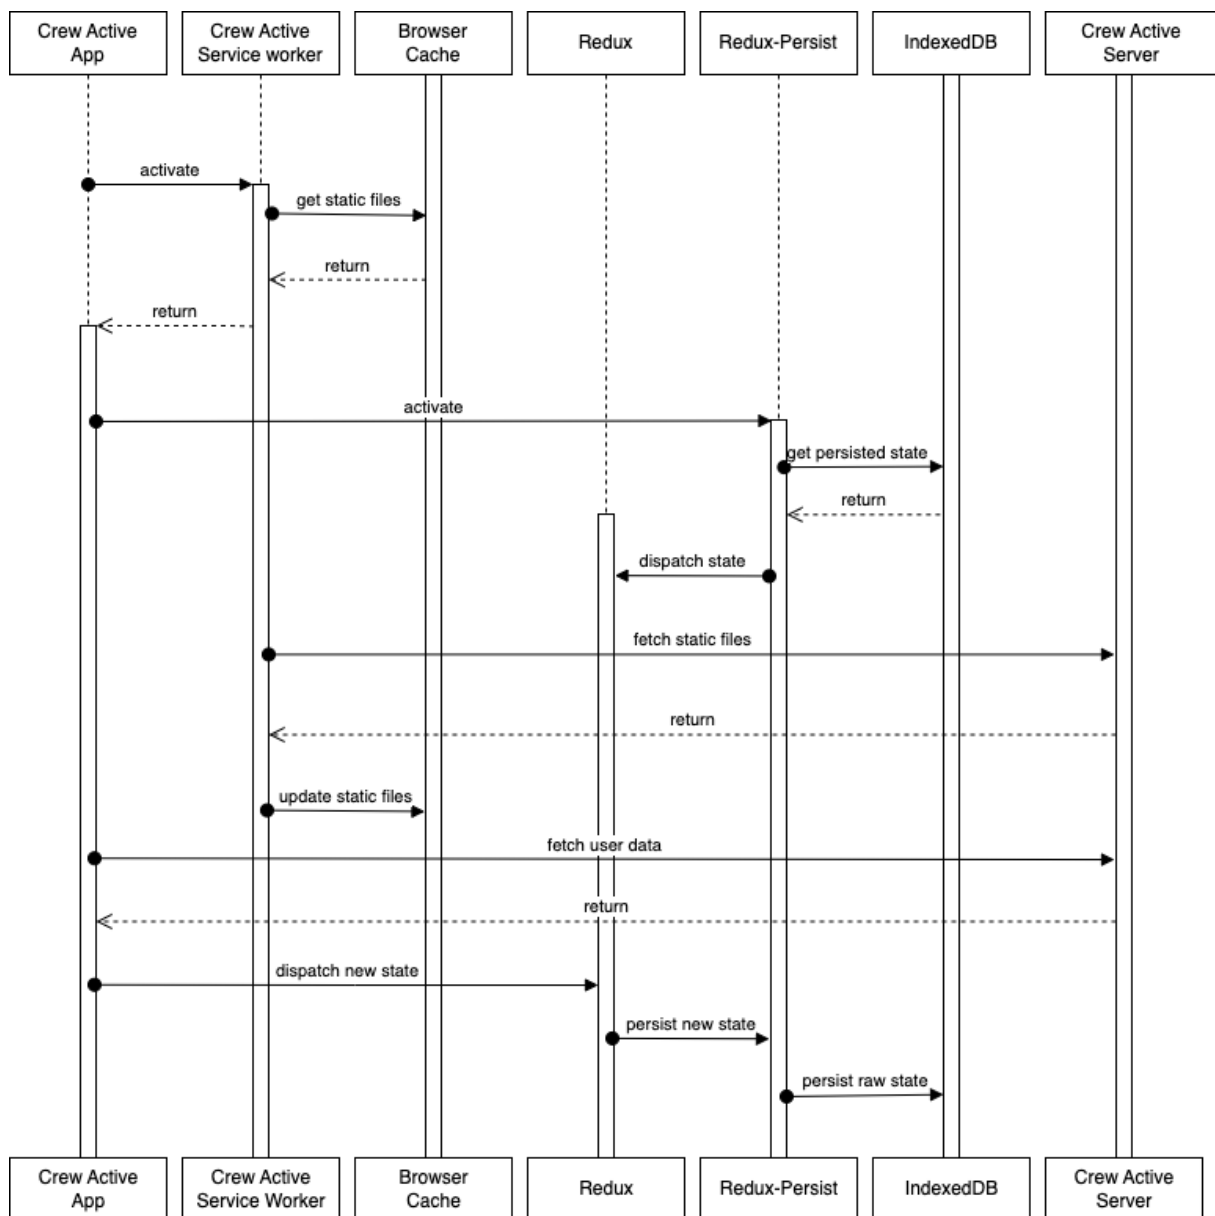 Crew Active
App
Crew Active
Service worker
Browser
Cache
Redux
Redux-Persist
IndexedDB
Crew Active
Server
activate
get static files
return
return
activate
get persisted state
return
dispatch state
fetch static files
return
update static files
fetch user data
return
dispatch new state
persist new state
persist raw state
Crew Active
App
Crew Active
Service Worker
Browser
Cache
Redux
Redux-Persist
IndexedDB
Crew Active
Server